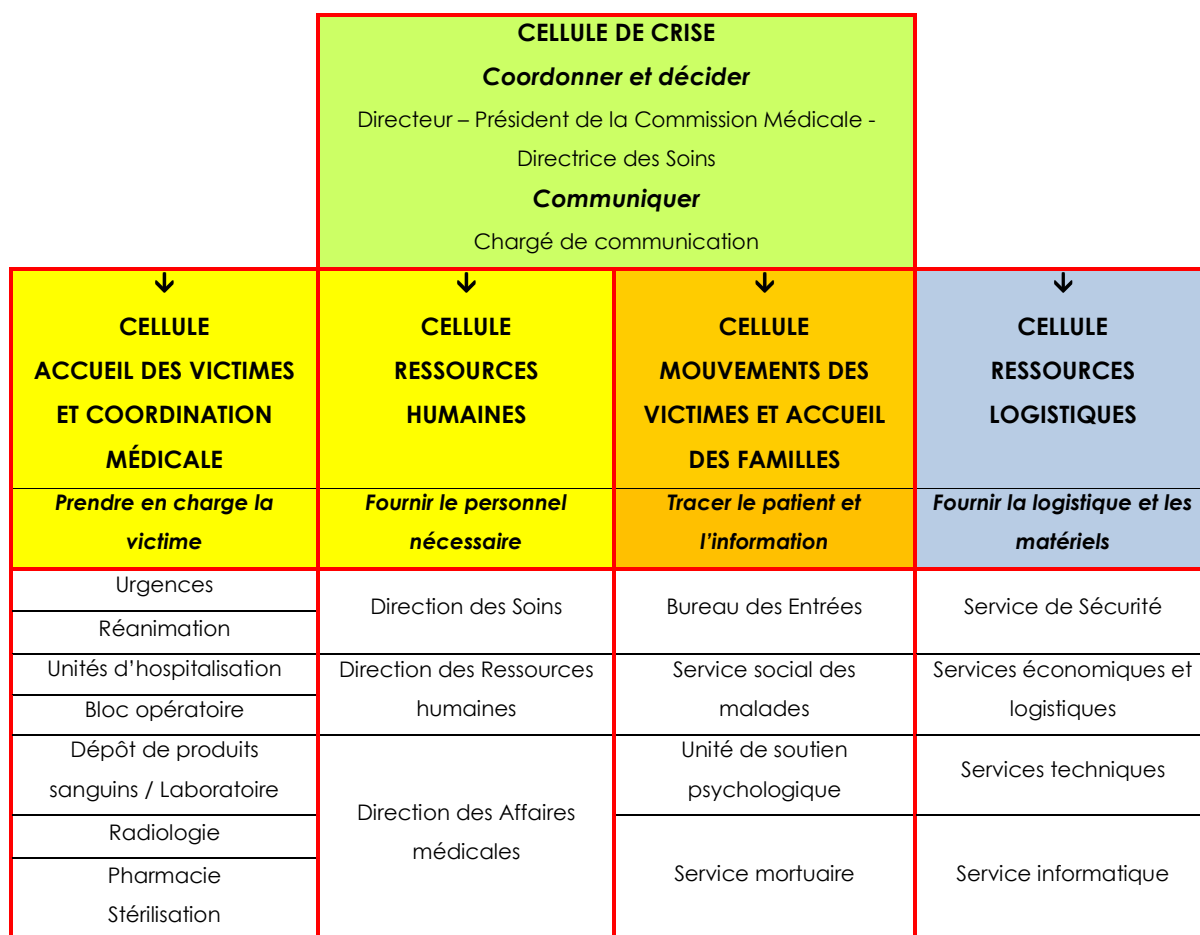 CELLULE DE CRISE
Coordonner et décider
Directeur – Président de la Commission Médicale -
Directrice des Soins
Communiquer
Chargé de communication
↓
CELLULE
ACCUEIL DES VICTIMES
ET COORDINATION
MÉDICALE
↓
CELLULE
RESSOURCES
HUMAINES
↓
CELLULE
MOUVEMENTS DES
VICTIMES ET ACCUEIL
DES FAMILLES
↓
CELLULE
RESSOURCES
LOGISTIQUES
Prendre en charge la
victime
Fournir le personnel
nécessaire
Tracer le patient et
l’information
Fournir la logistique et les
matériels
Urgences
Réanimation
Unités d’hospitalisation
Bloc opératoire
Dépôt de produits
sanguins / Laboratoire
Radiologie
Pharmacie
Stérilisation
Direction des Soins
Direction des Ressources
humaines
Direction des Affaires
médicales
Bureau des Entrées
Service social des
malades
Unité de soutien
psychologique
Service mortuaire
Service de Sécurité
Services économiques et
logistiques
Services techniques
Service informatique